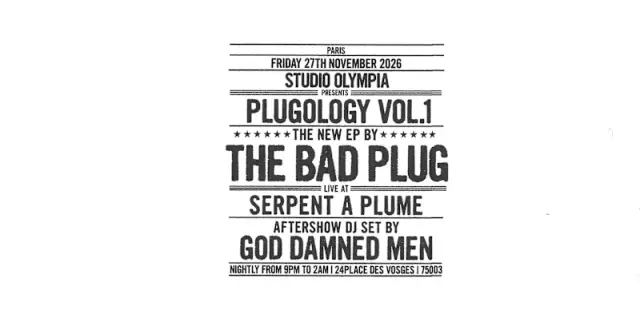 PARIS
FRIDAY 27TH NOVEMBER 2026
STUDIO OLYMPIA
PRESENTS
PLUGOLOGY VOL.1
★★★★★★THE NEW EP BY★★★★★★
THE BAD PLUG
LIVE AT
SERPENT A PLUME
AFTERSHOW DJ SET BY
GOD DAMNED MEN
NIGHTLY FROM 9PM TO 2AM | 24PLACE DES VOSGES | 75003